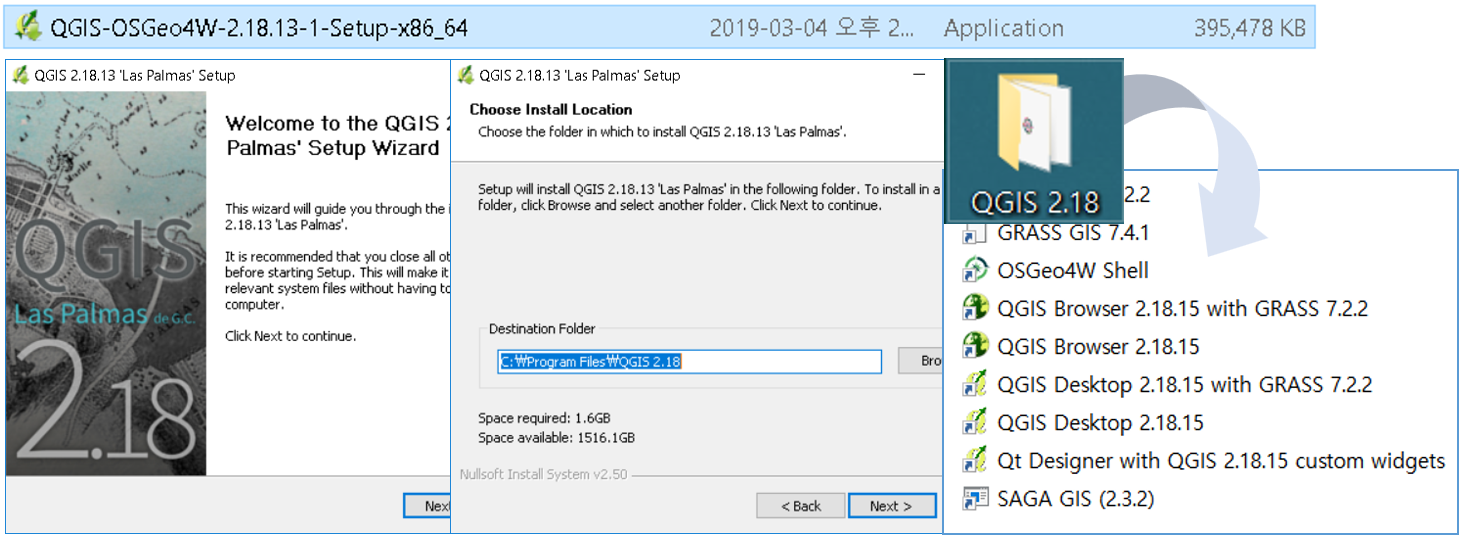 QGIS-OSGeo4W-2.18.13-1-Setup-x86_64 2019-03-04 오후 2... Application 395,478 KB
QGIS 2.18.13 'Las Palmas' Setup
QGIS
Las Palmas de G.C.
2.18
Welcome to the QGIS 2
Palmas' Setup Wizard
This wizard will guide you through the i
2.18.13 'Las Palmas'.
It is recommended that you close all ot
before starting Setup. This will make it
relevant system files without having to
computer.
Click Next to continue.
Next
QGIS 2.18.13 'Las Palmas' Setup
Choose Install Location
Choose the folder in which to install QGIS 2.18.13 'Las Palmas'.
Setup will install QGIS 2.18.13 'Las Palmas' in the following folder. To install in a
folder, click Browse and select another folder. Click Next to continue.
Destination Folder
C:₩Program Files₩QGIS 2.18
Bro
Space required: 1.6GB
Space available: 1516.1GB
Nullsoft Install System v2.50
< Back
Next >
QGIS 2.18
2.2
GRASS GIS 7.4.1
OSGeo4W Shell
QGIS Browser 2.18.15 with GRASS 7.2.2
QGIS Browser 2.18.15
QGIS Desktop 2.18.15 with GRASS 7.2.2
QGIS Desktop 2.18.15
Qt Designer with QGIS 2.18.15 custom widgets
SAGA GIS (2.3.2)